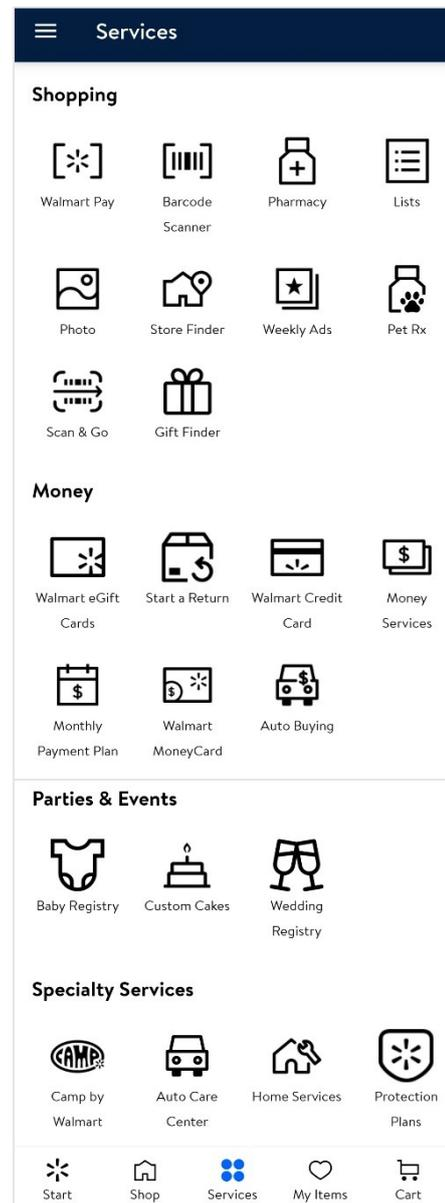 Services
Shopping
Walmart Pay
Barcode
Scanner
Pharmacy
Lists
Photo
Store Finder
Weekly Ads
Pet Rx
Scan & Go
Gift Finder
Money
$
Walmart eGift
Cards
Start a Return
Walmart Credit
Card
Money
Services
$
$
$
Monthly
Payment Plan
Walmart
MoneyCard
Auto Buying
Parties & Events
Baby Registry
Custom Cakes
Wedding
Registry
Specialty Services
CAMP
Camp by
Walmart
Auto Care
Center
Home Services
Protection
Plans
Start
Shop
Services
My Items
Cart